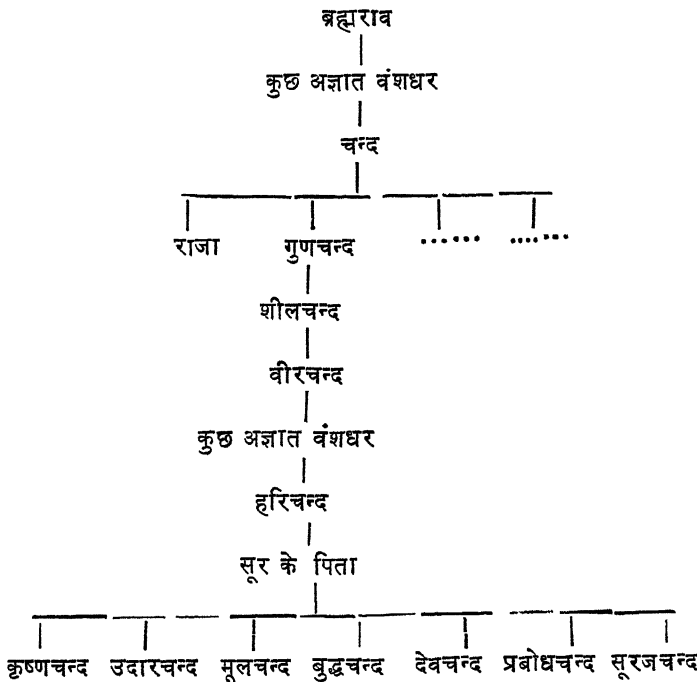 ब्रह्मराव
कुछ अज्ञात वंशधर
चन्द
राजा गुणचन्द ...... .......
शीलचन्द
वीरचन्द
कुछ अज्ञात वंशधर
हरिचन्द
सूर के पिता
कृष्णचन्द उदारचन्द मूलचन्द बुद्धचन्द देवचन्द प्रबोधचन्द सूरजचन्द